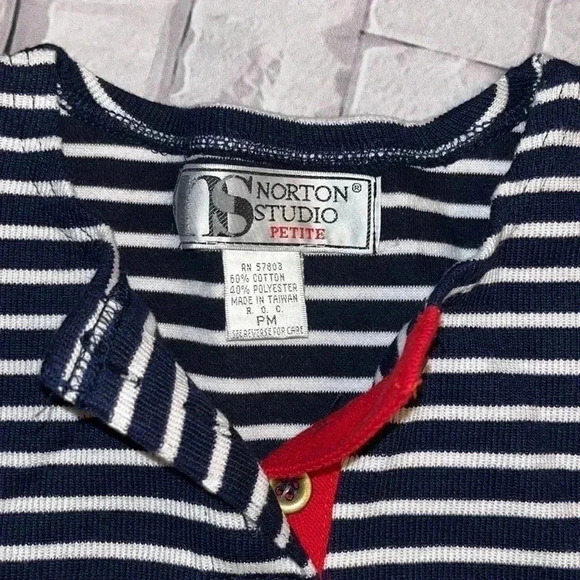 NS NORTON®
STUDIO
PETITE
RN 57803
60% COTTON
40% POLYESTER
MADE IN TAIWAN
R. O. C.
PM
SEE REVERSE FOR CARE